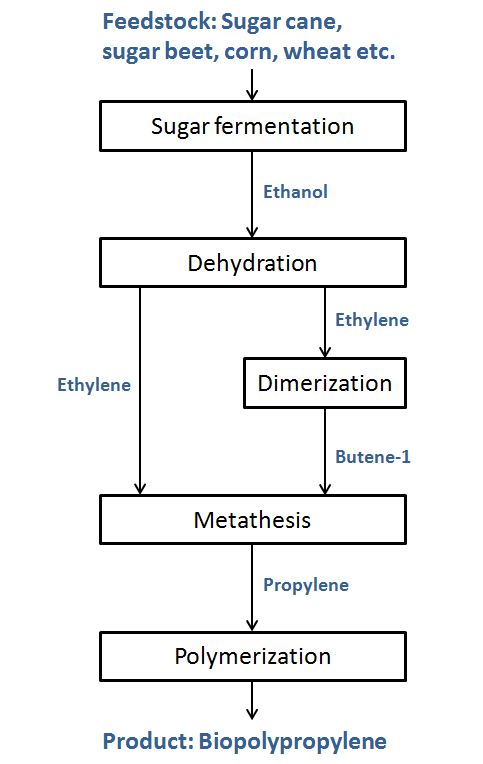 Feedstock: Sugar cane,
sugar beet, corn, wheat etc.
Sugar fermentation
Ethanol
Dehydration
Ethylene
Ethylene
Dimerization
Butene-1
Metathesis
Propylene
Polymerization
Product: Biopolypropylene